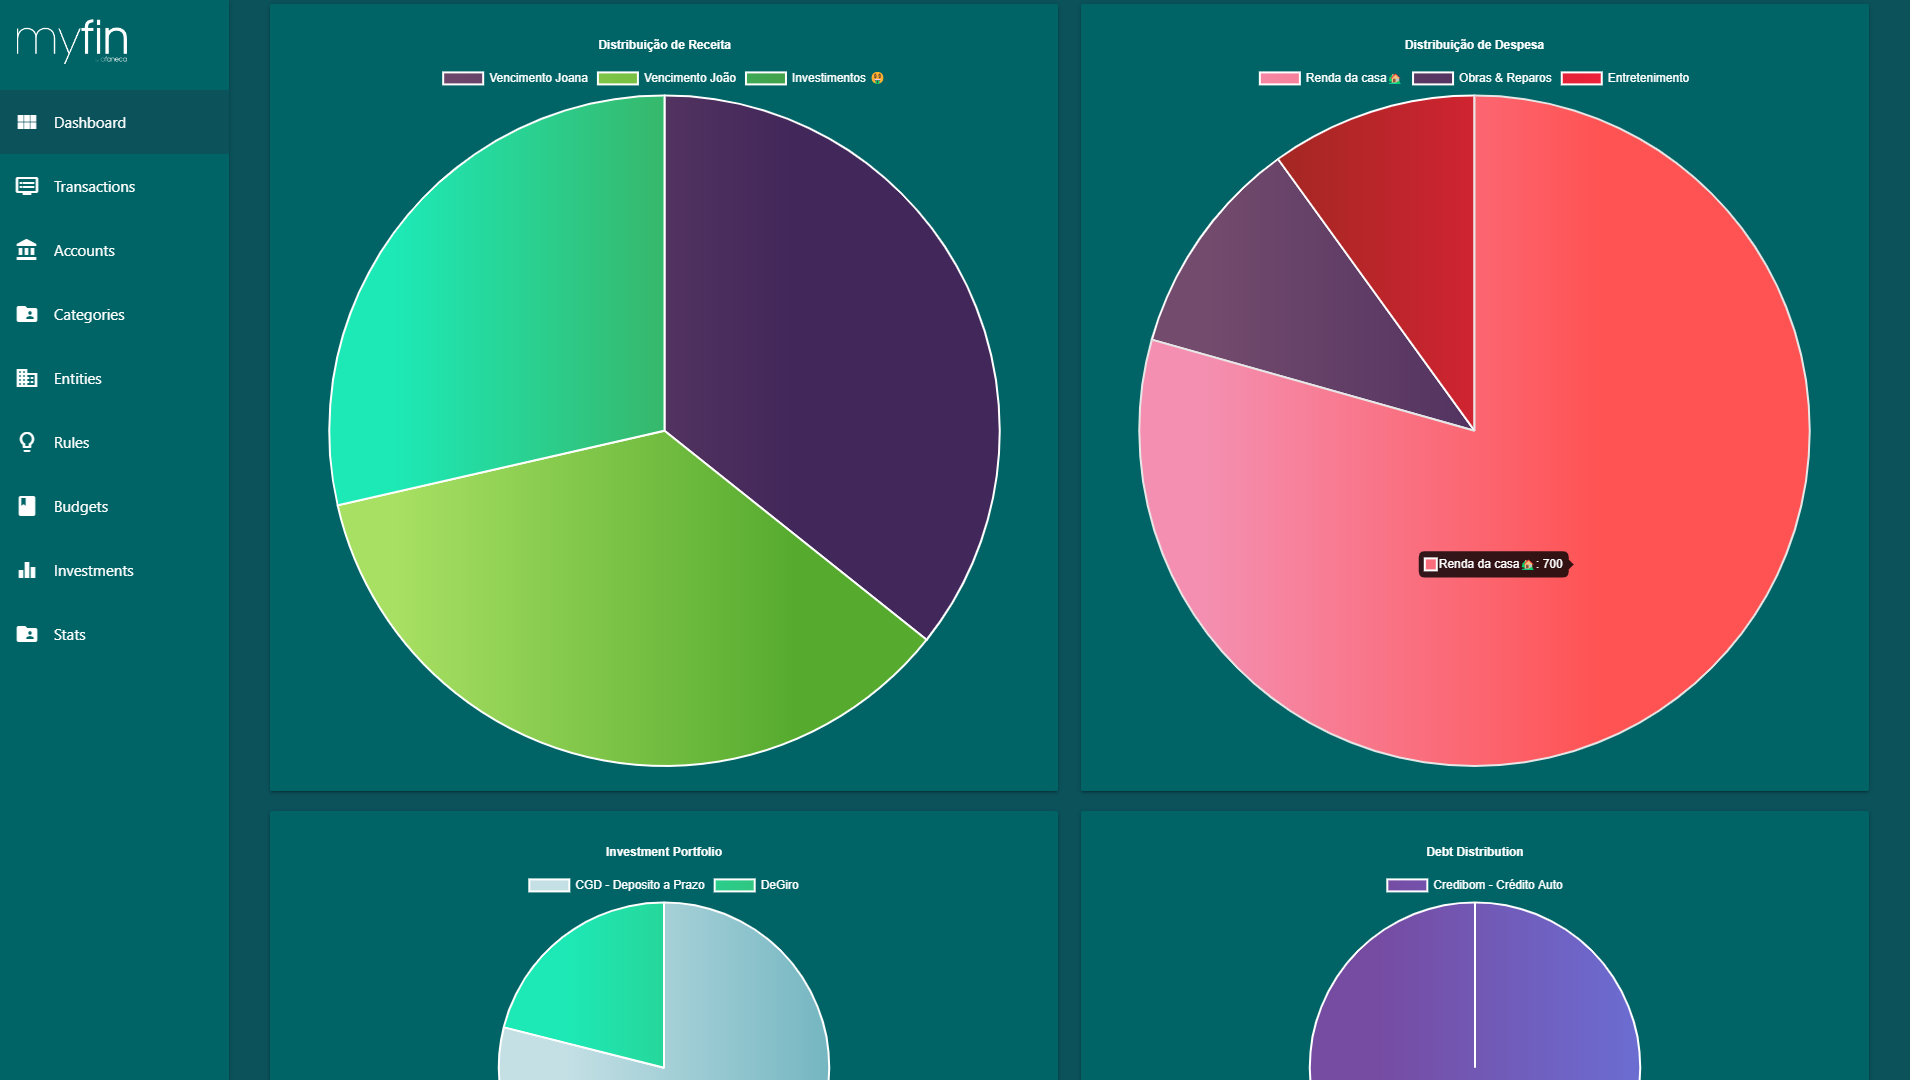 myfin
afaneca
Dashboard
Transactions
Accounts
Categories
Entities
Rules
Budgets
Investments
Stats
Distribuição de Receita
Vencimento Joana Vencimento João Investimentos 🤑
Distribuição de Despesa
Renda da casa🏠 Obras & Reparos Entretenimento
Renda da casa🏠: 700
Investment Portfolio
CGD - Deposito a Prazo DeGiro
Debt Distribution
Credibom - Crédito Auto